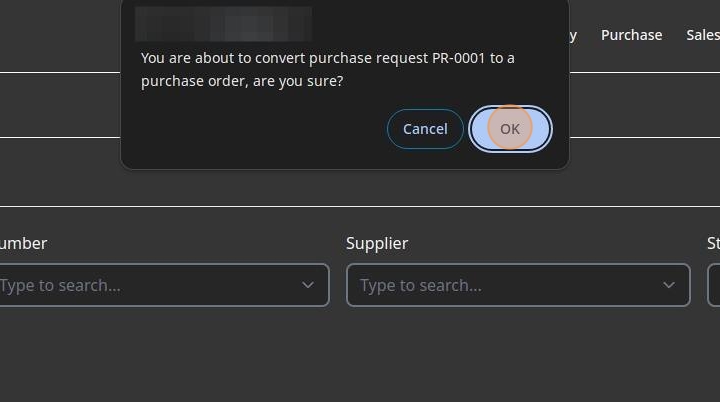 You are about to convert purchase request PR-0001 to a
purchase order, are you sure?
Cancel OK
y Purchase Sales
umber Supplier St
Type to search... Type to search...